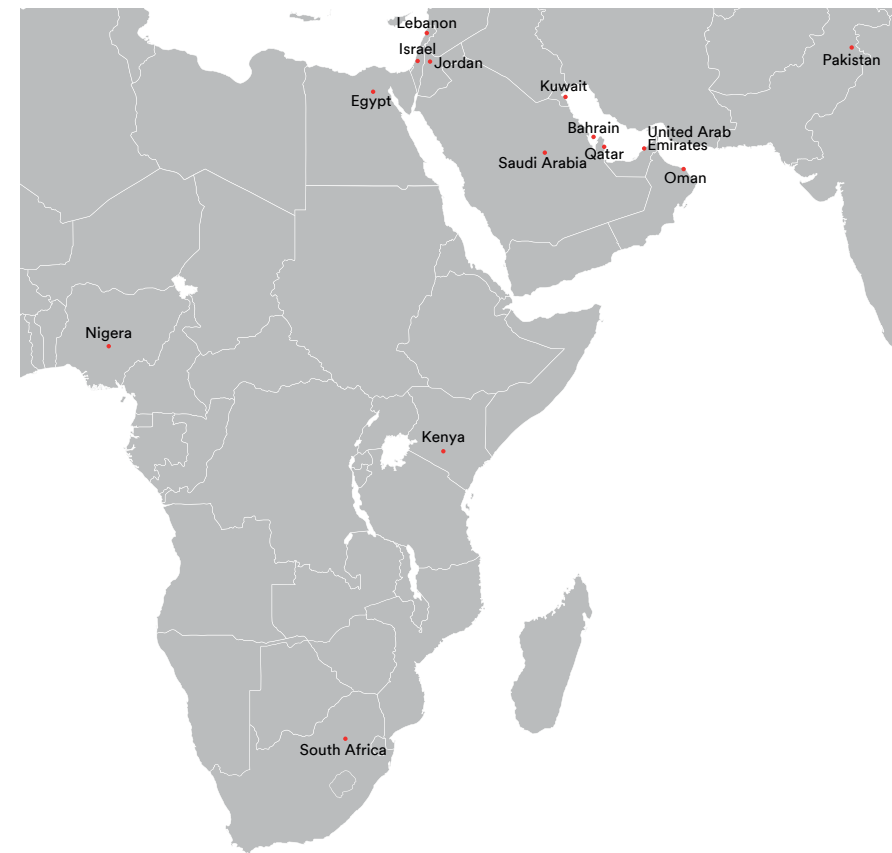 Lebanon
Israel
Jordan
Pakistan
Egypt
Kuwait
Bahrain
United Arab
Emirates
Qatar
Saudi Arabia
Oman
Nigera
Kenya
South Africa